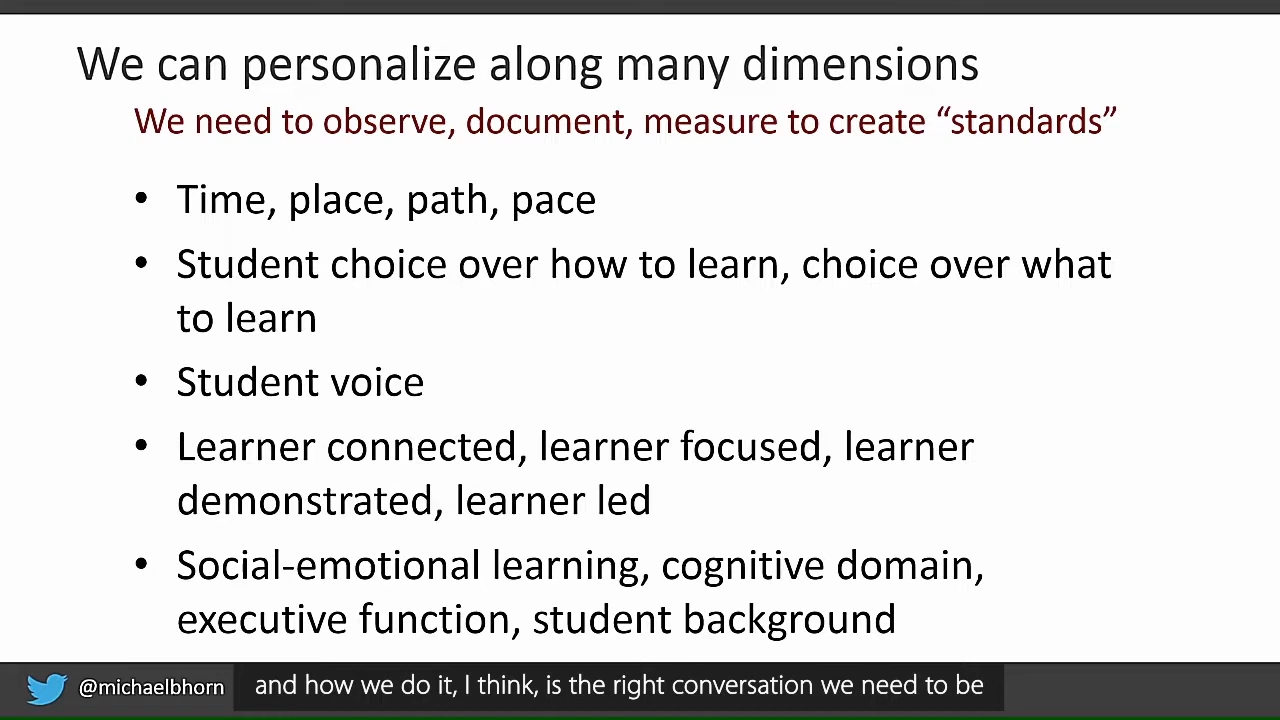 We can personalize along many dimensions
We need to observe, document, measure to create “standards”
• Time, place, path, pace
• Student choice over how to learn, choice over what
to learn
• Student voice
• Learner connected, learner focused, learner
demonstrated, learner led
• Social-emotional learning, cognitive domain,
executive function, student background
@michaelbhorn
and how we do it, I think, is the right conversation we need to be